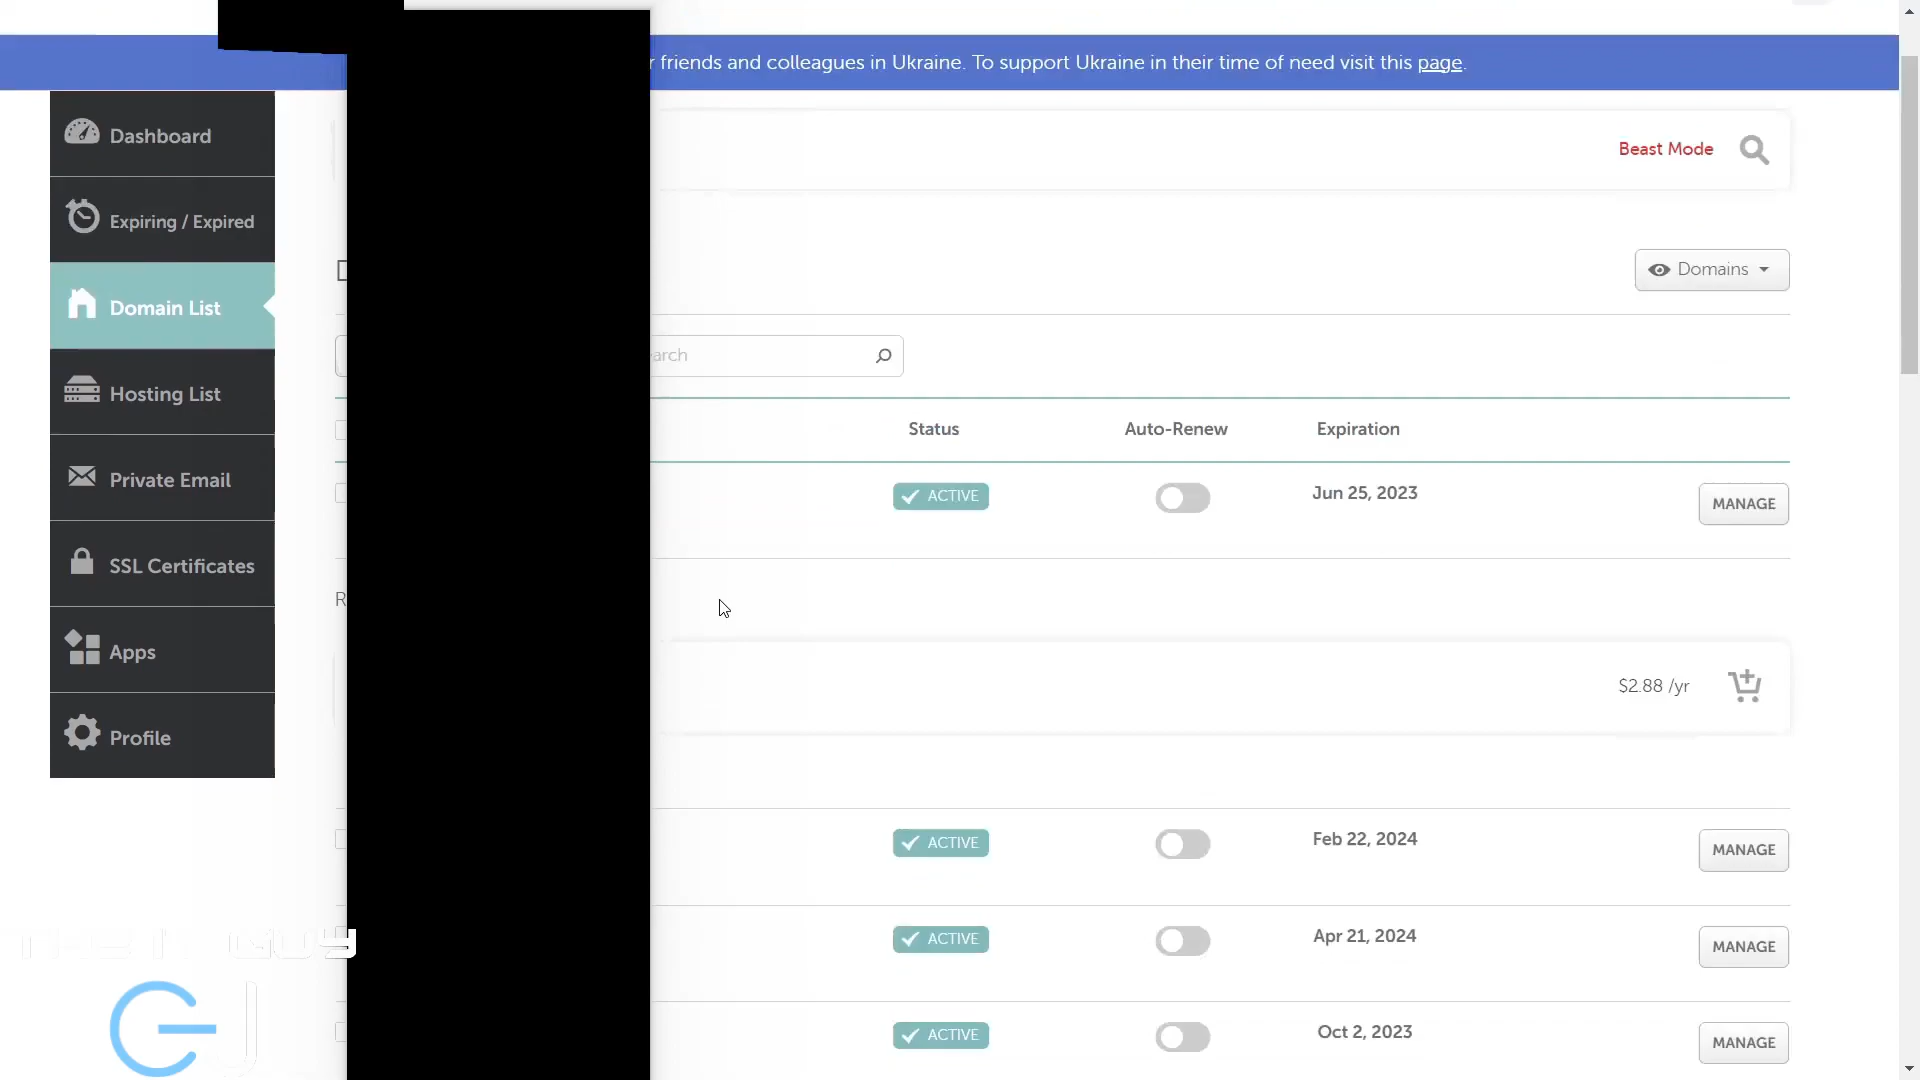 friends and colleagues in Ukraine. To support Ukraine in their time of need visit this page.
Dashboard
Beast Mode
Expiring / Expired
Domains
Domain List
arch
Hosting List
Status Auto-Renew Expiration
Private Email
ACTIVE Jun 25, 2023 MANAGE
SSL Certificates
R
Apps
$2.88 /yr
Profile
ACTIVE Feb 22, 2024 MANAGE
ACTIVE Apr 21, 2024 MANAGE
GUY
ACTIVE Oct 2, 2023 MANAGE